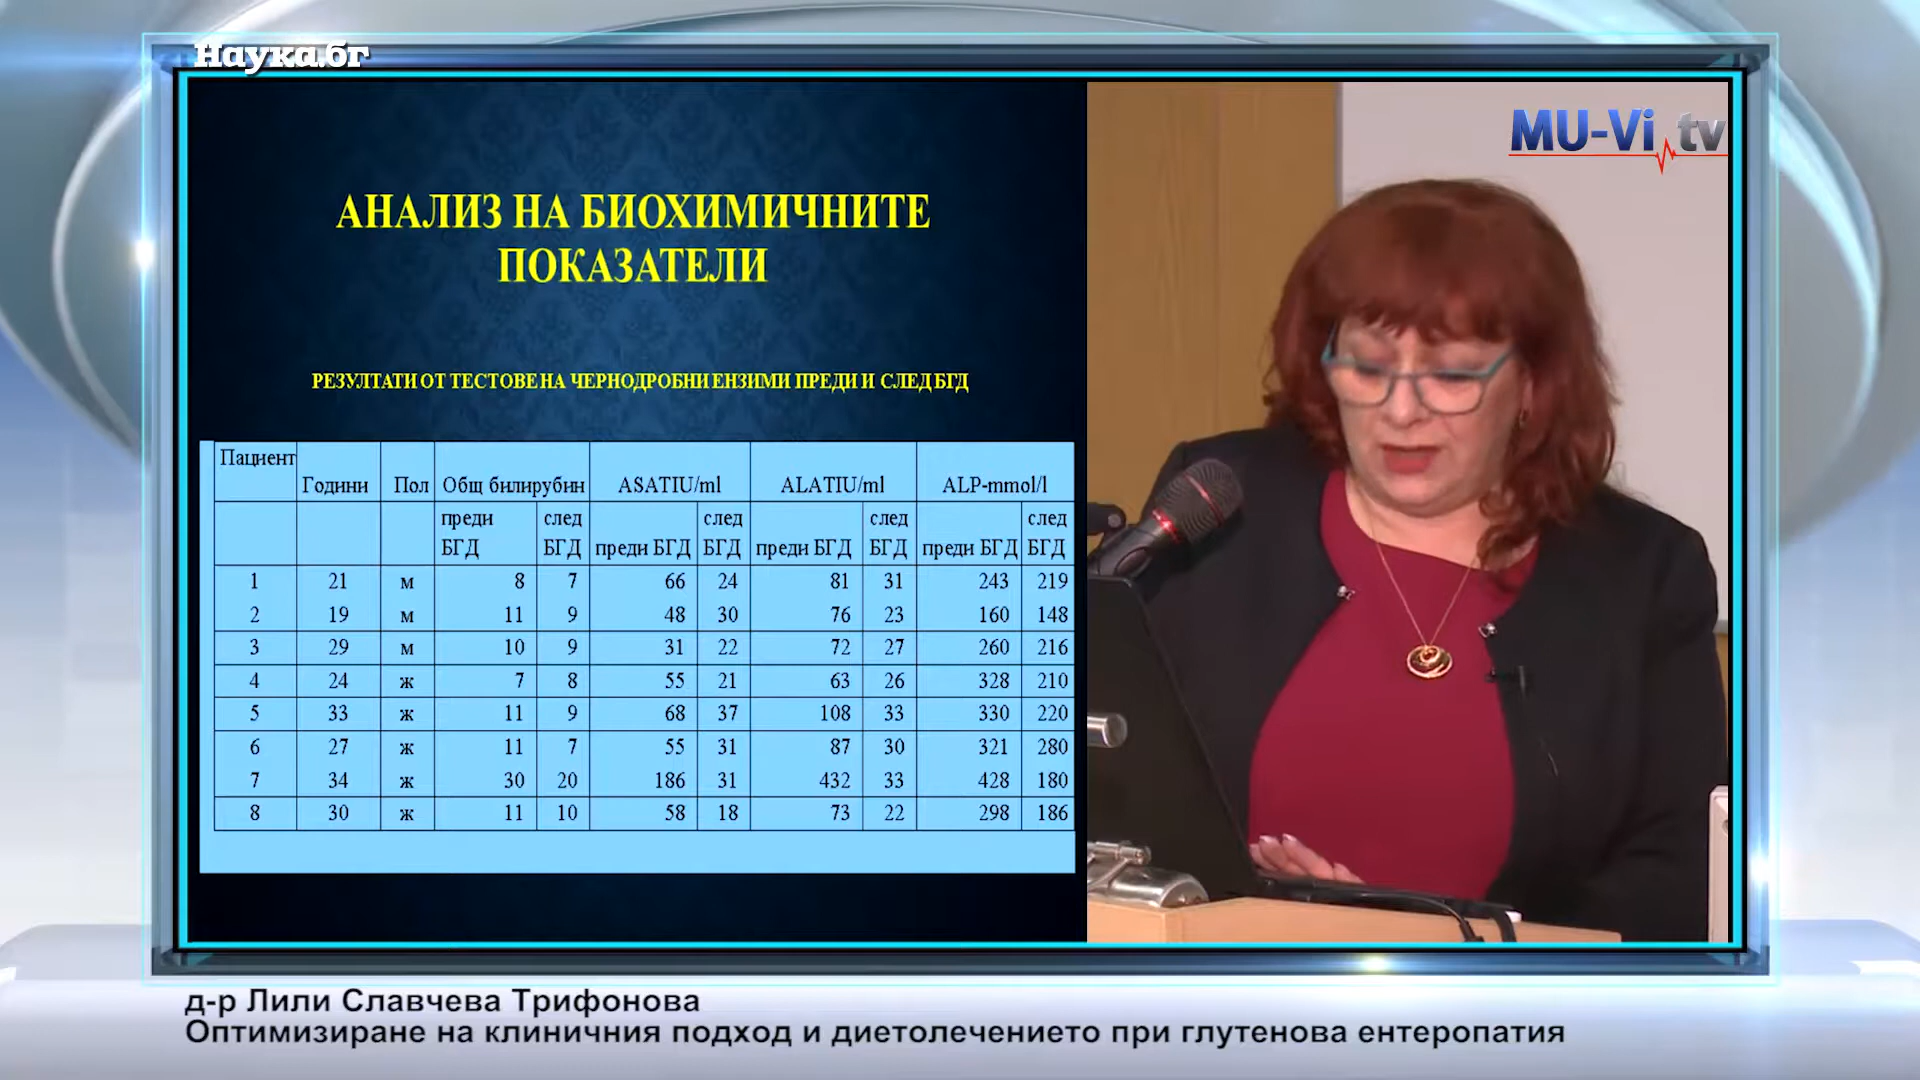 Наука.бг
MU-Vi.tv
АНАЛИЗ НА БИОХИМИЧНИТЕ
ПОКАЗАТЕЛИ
РЕЗУЛТАТИ ОТ ТЕСТОВЕ НА ЧЕРНОДРОБНИ ЕНЗИМИ ПРЕДИ И СЛЕД БГД
Пациент Години Пол Общ билирубин ASATIU/ml ALATIU/ml ALP-mmol/l
преди БГД след БГД преди БГД след БГД преди БГД след БГД преди БГД след БГД
1 21 м 8 7 66 24 81 31 243 219
2 19 м 11 9 48 30 76 23 160 148
3 29 м 10 9 31 22 72 27 260 216
4 24 ж 7 8 55 21 63 26 328 210
5 33 ж 11 9 68 37 108 33 330 220
6 27 ж 11 7 55 31 87 30 321 280
7 34 ж 30 20 186 31 432 33 428 180
8 30 ж 11 10 58 18 73 22 298 186
д-р Лили Славчева Трифонова
Оптимизиране на клиничния подход и диетолечението при глутенова ентеропатия